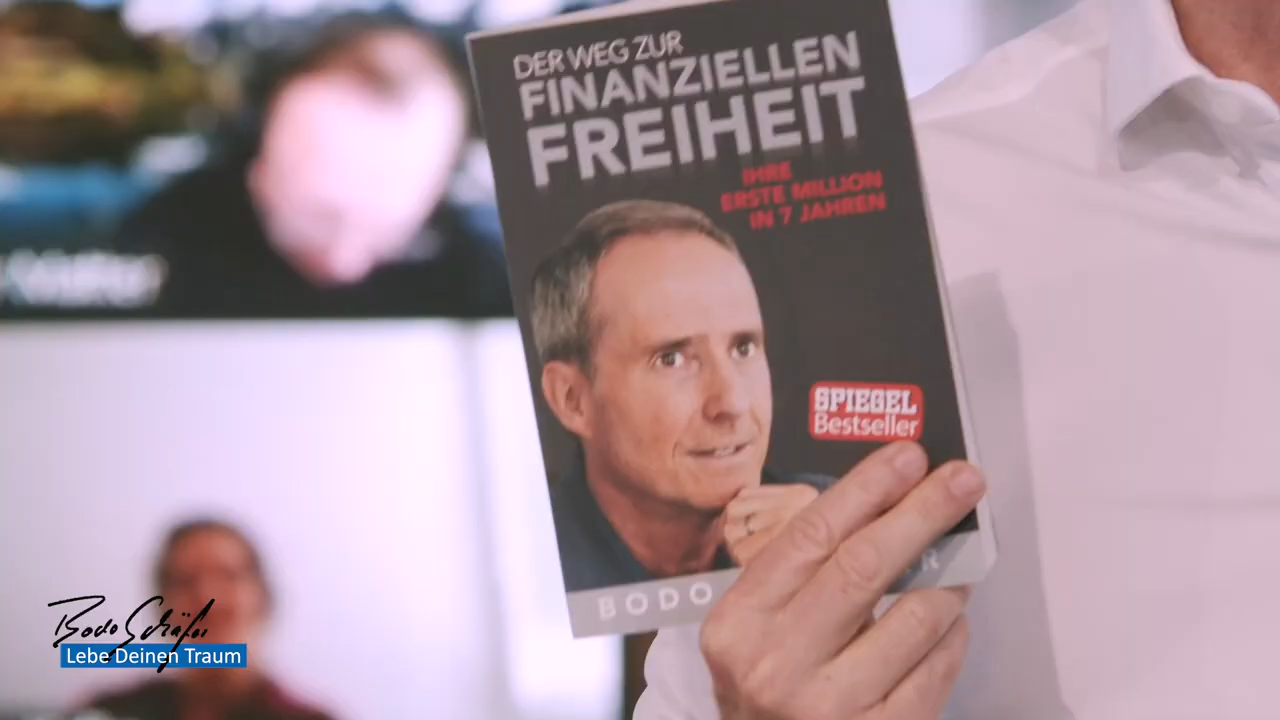 DER WEG ZUR
FINANZIELLEN
FREIHEIT
IHRE
ERSTE MILLION
IN 7 JAHREN
SPIEGEL
Bestseller
BODO
Bodo Schäfer
Lebe Deinen Traum